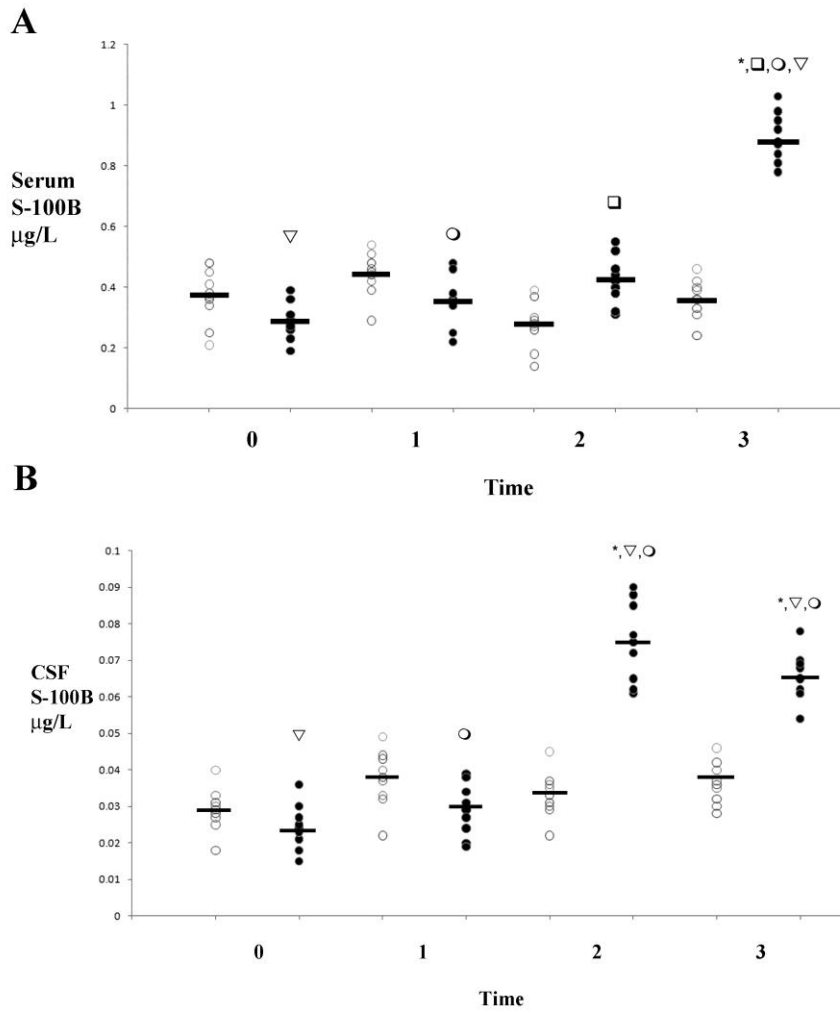 A
Serum
S-100B
µg/L
1.2
1
0.8
0.6
0.4
0.2
0
*,❑,❍,▽
▽
❍
❑
0 1 2 3
Time
B
CSF
S-100B
µg/L
0.1
0.09
0.08
0.07
0.06
0.05
0.04
0.03
0.02
0.01
0
*,▽,❍
*,▽,❍
▽
❍
0 1 2 3
Time